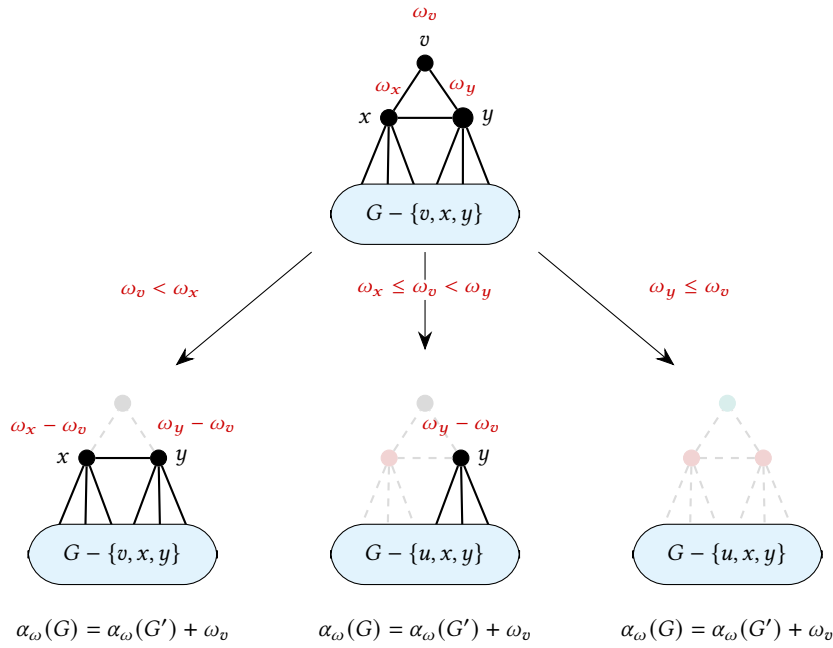 ω_v
v
ω_x ω_y
x y
G − {v, x, y}
ω_v < ω_x ω_x ≤ ω_v < ω_y ω_y ≤ ω_v
ω_x − ω_v ω_y − ω_v ω_y − ω_v
x y y
G − {v, x, y} G − {u, x, y} G − {u, x, y}
α_ω(G) = α_ω(G′) + ω_v α_ω(G) = α_ω(G′) + ω_v α_ω(G) = α_ω(G′) + ω_v